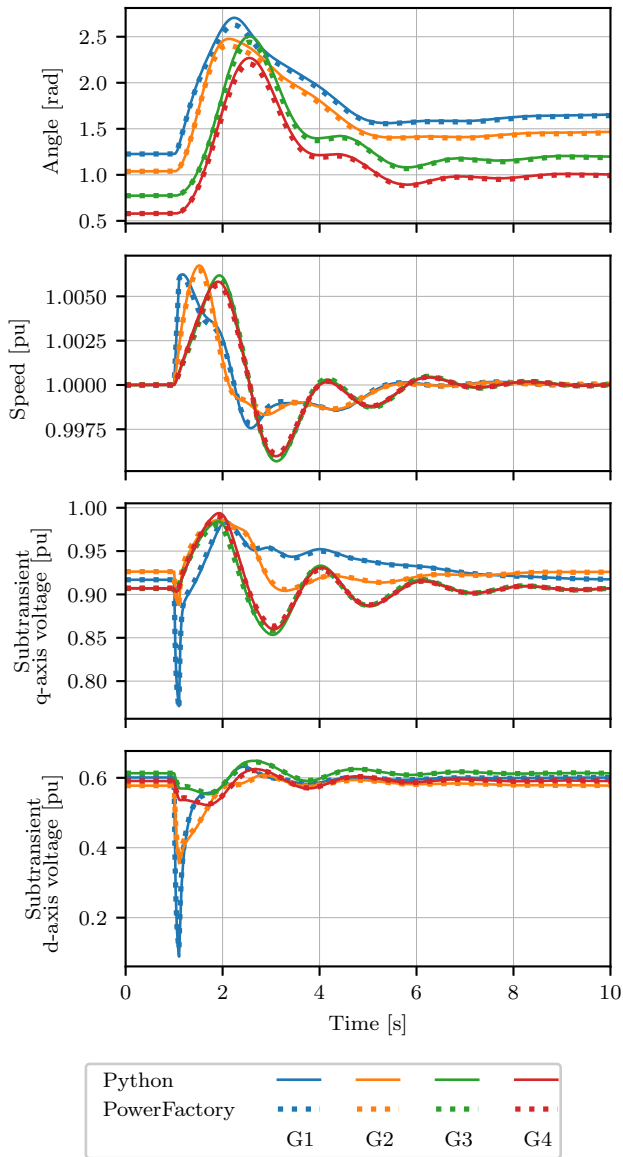 2.5
2.0
1.5
1.0
0.5
Angle [rad]
1.0050
1.0025
1.0000
0.9975
Speed [pu]
1.00
0.95
0.90
0.85
0.80
Subtransient
q-axis voltage [pu]
0.6
0.4
0.2
Subtransient
d-axis voltage [pu]
0 2 4 6 8 10
Time [s]
Python
PowerFactory
G1 G2 G3 G4